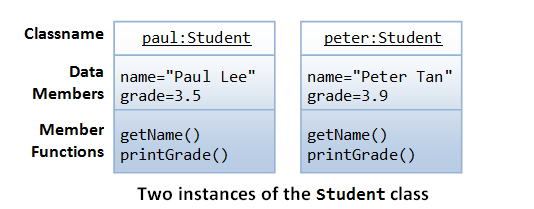 Classname
paul:Student
peter:Student
Data
Members
name="Paul Lee"
grade=3.5
name="Peter Tan"
grade=3.9
Member
Functions
getName()
printGrade()
getName()
printGrade()
Two instances of the Student class